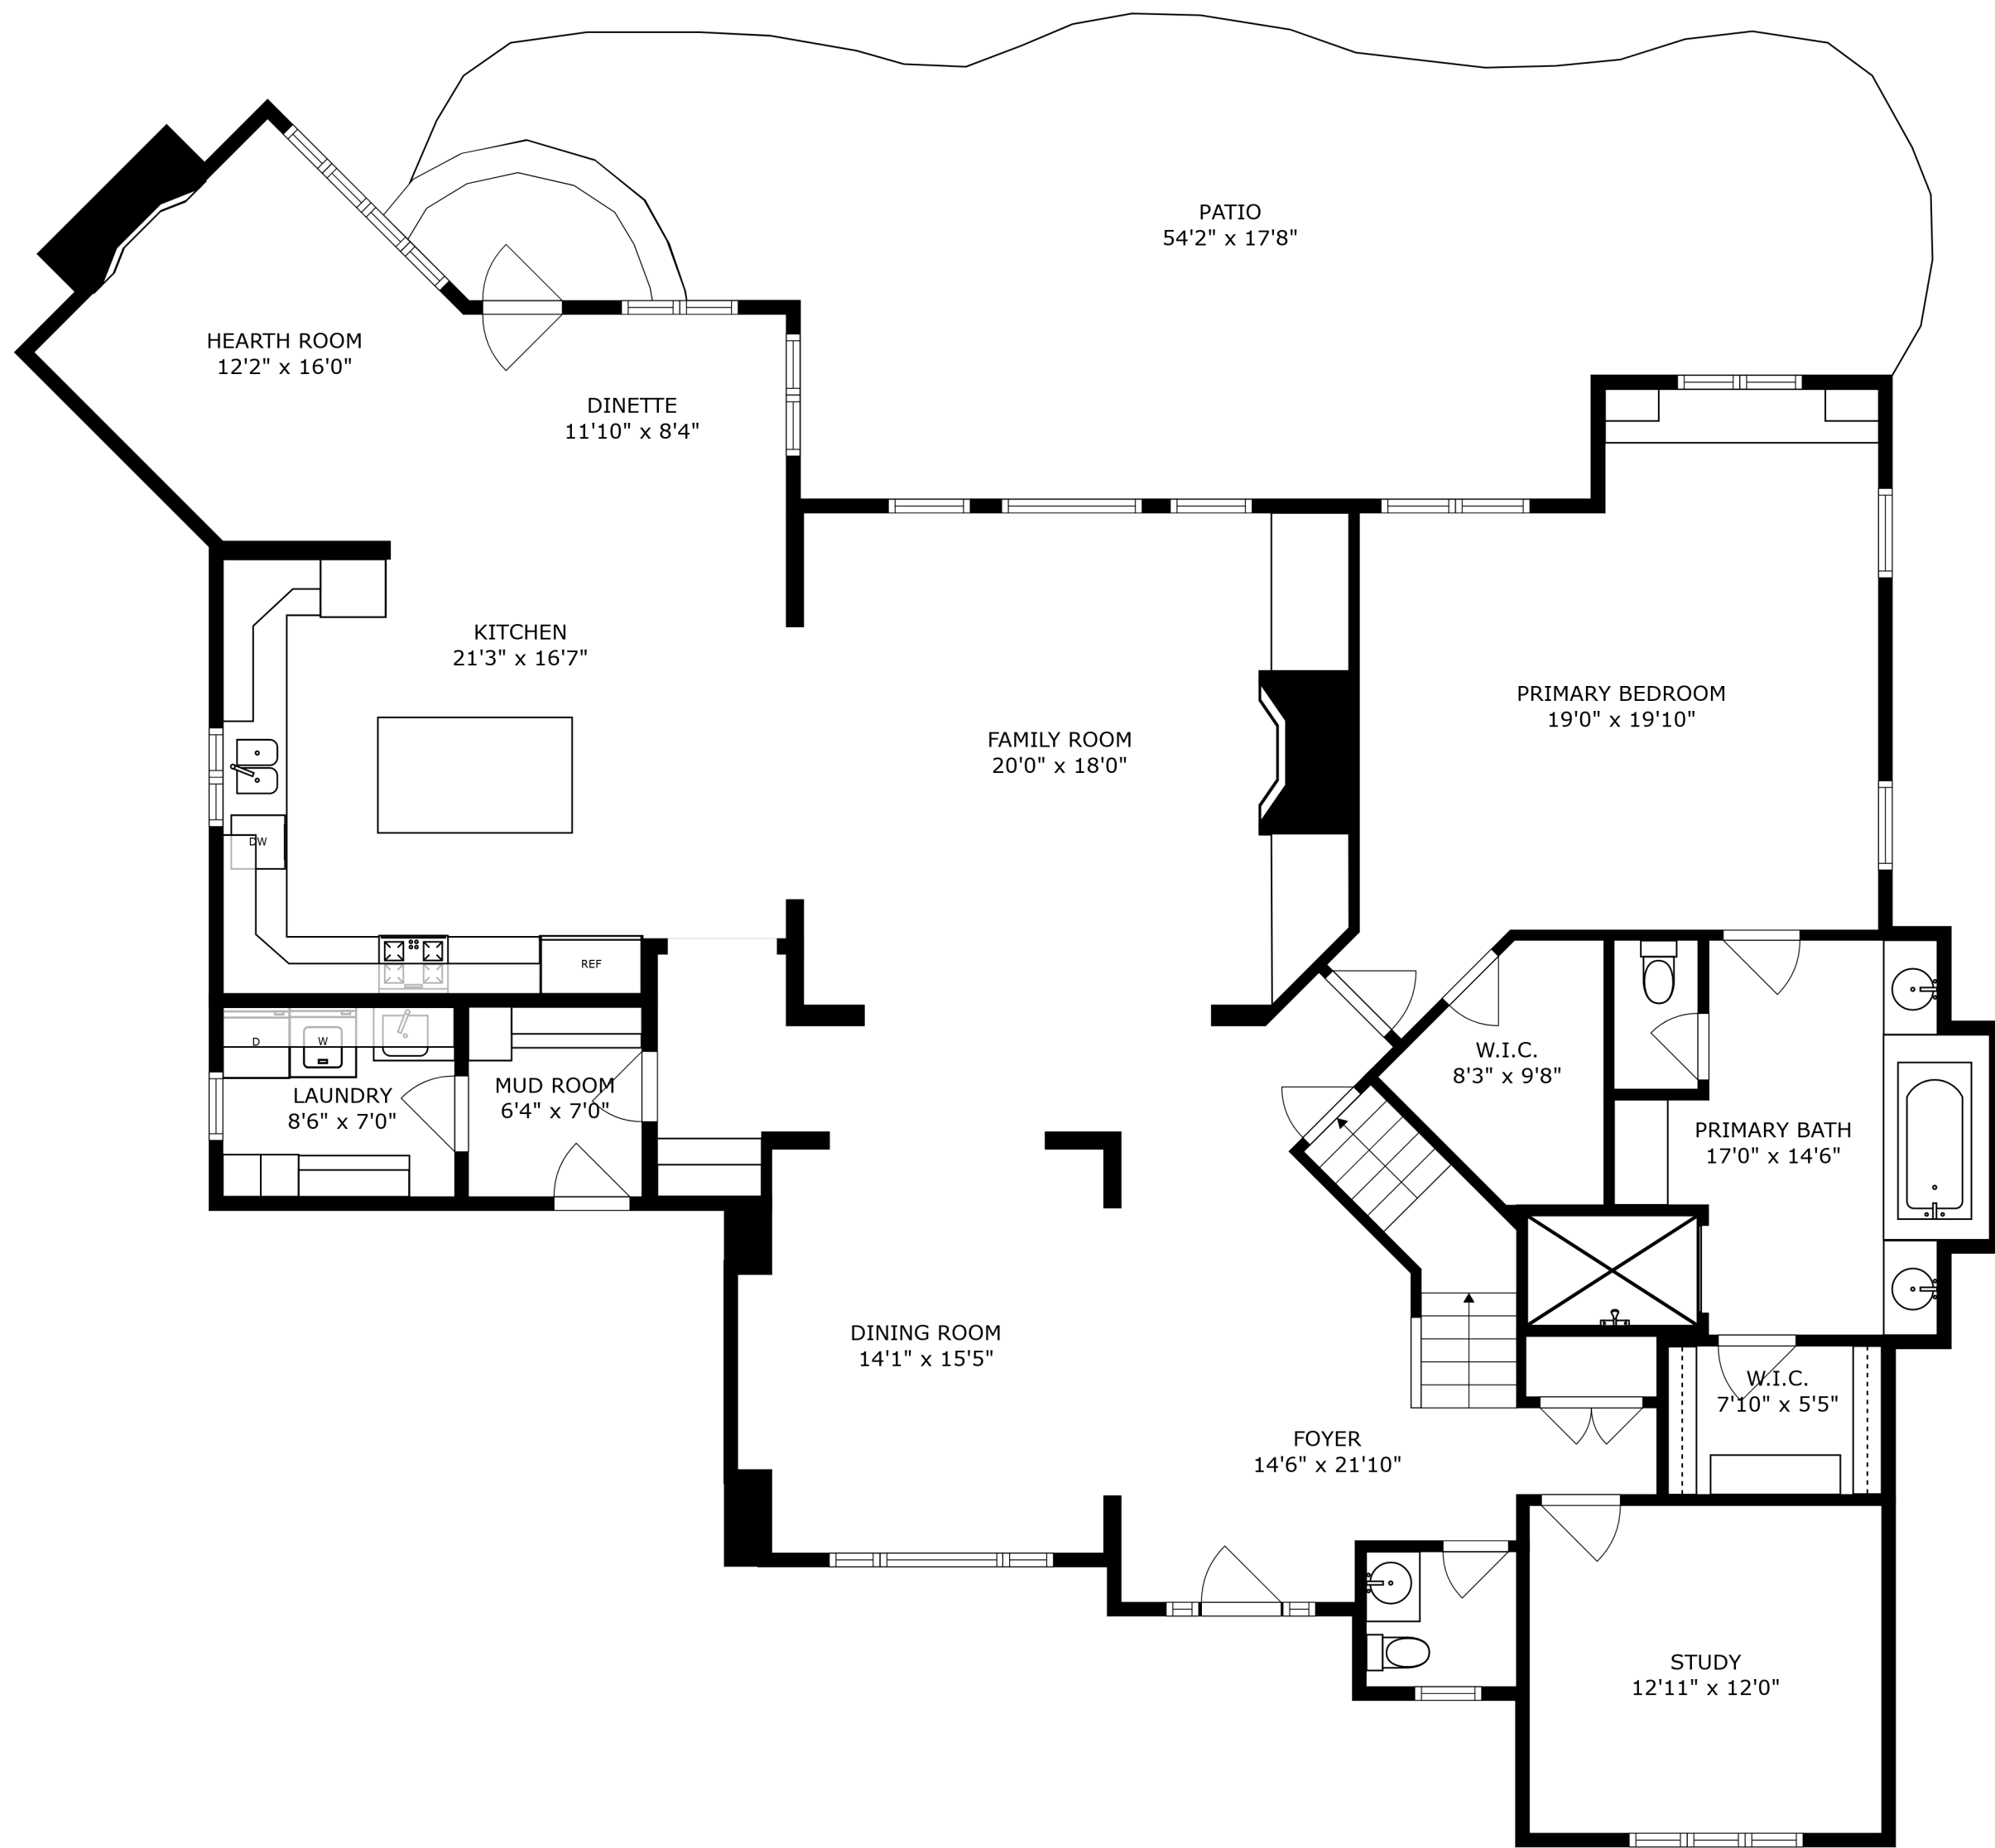 PATIO
54'2" x 17'8"
HEARTH ROOM
12'2" x 16'0"
DINETTE
11'10" x 8'4"
KITCHEN
21'3" x 16'7"
PRIMARY BEDROOM
19'0" x 19'10"
FAMILY ROOM
20'0" x 18'0"
DW
REF
D
W
LAUNDRY
8'6" x 7'0"
MUD ROOM
6'4" x 7'0"
W.I.C.
8'3" x 9'8"
PRIMARY BATH
17'0" x 14'6"
DINING ROOM
14'1" x 15'5"
W.I.C.
7'10" x 5'5"
FOYER
14'6" x 21'10"
STUDY
12'11" x 12'0"